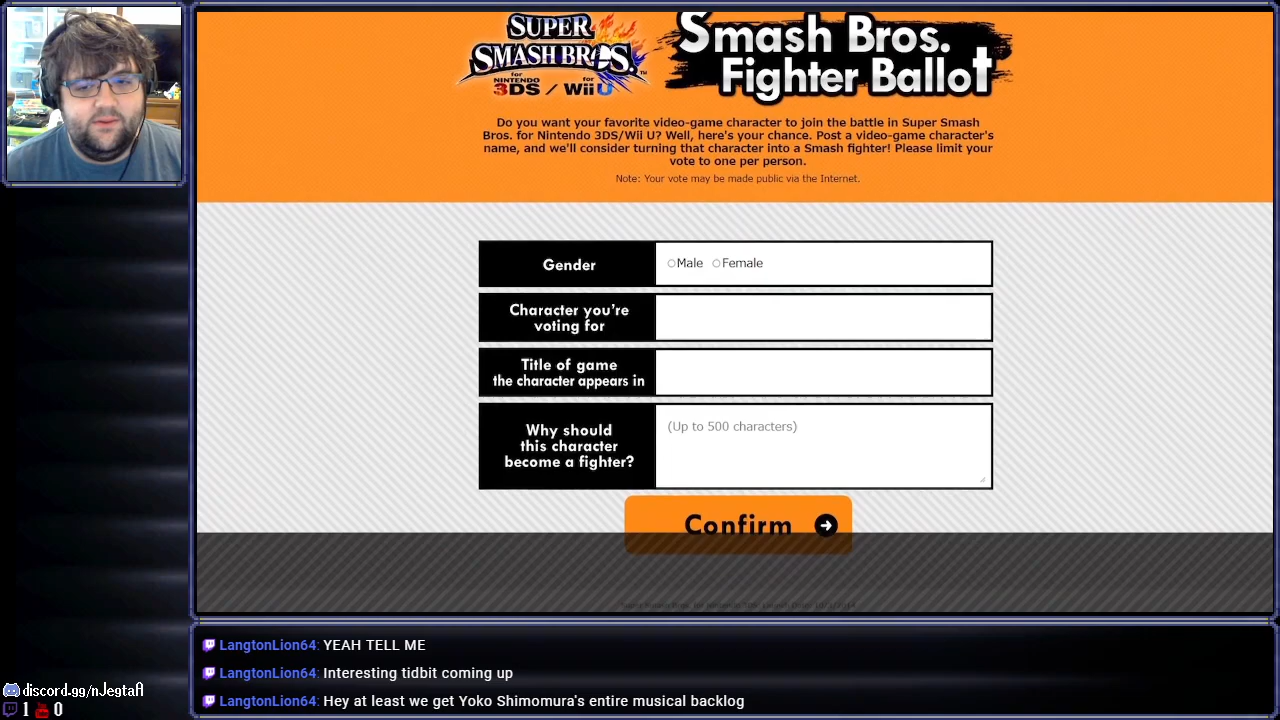 SUPER
SMASH BROS.™
for
NINTENDO
3DS / for
WiiU
Smash Bros.
Fighter Ballot
Do you want your favorite video-game character to join the battle in Super Smash
Bros. for Nintendo 3DS/Wii U? Well, here's your chance. Post a video-game character's
name, and we'll consider turning that character into a Smash fighter! Please limit your
vote to one per person.
Note: Your vote may be made public via the Internet.
Gender
Male Female
Character you're
voting for
Title of game
the character appears in
Why should
this character
become a fighter?
(Up to 500 characters)
Confirm
LangtonLion64: YEAH TELL ME
LangtonLion64: Interesting tidbit coming up
LangtonLion64: Hey at least we get Yoko Shimomura's entire musical backlog
discord.gg/nJegtaA
1 0